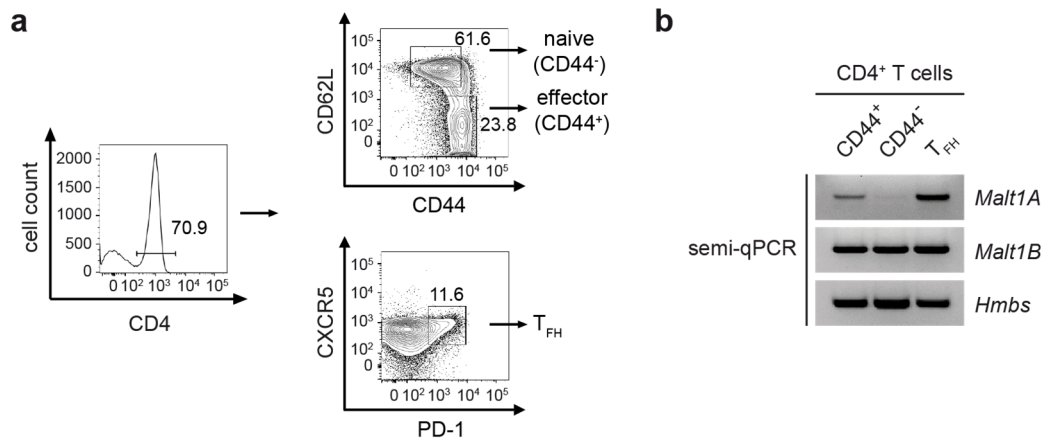 a
cell count
2000
1500
1000
500
0
70.9
0 10² 10³ 10⁴ 10⁵
CD4
CD62L
10⁵
10⁴
10³
10²
0
61.6
23.8
0 10² 10³ 10⁴ 10⁵
CD44
naive
(CD44⁻)
effector
(CD44⁺)
CXCR5
10⁵
10⁴
10³
10²
0
11.6
0 10² 10³ 10⁴ 10⁵
PD-1
T_FH
b
CD4⁺ T cells
CD44⁺ CD44⁻ T_FH
semi-qPCR
Malt1A
Malt1B
Hmbs